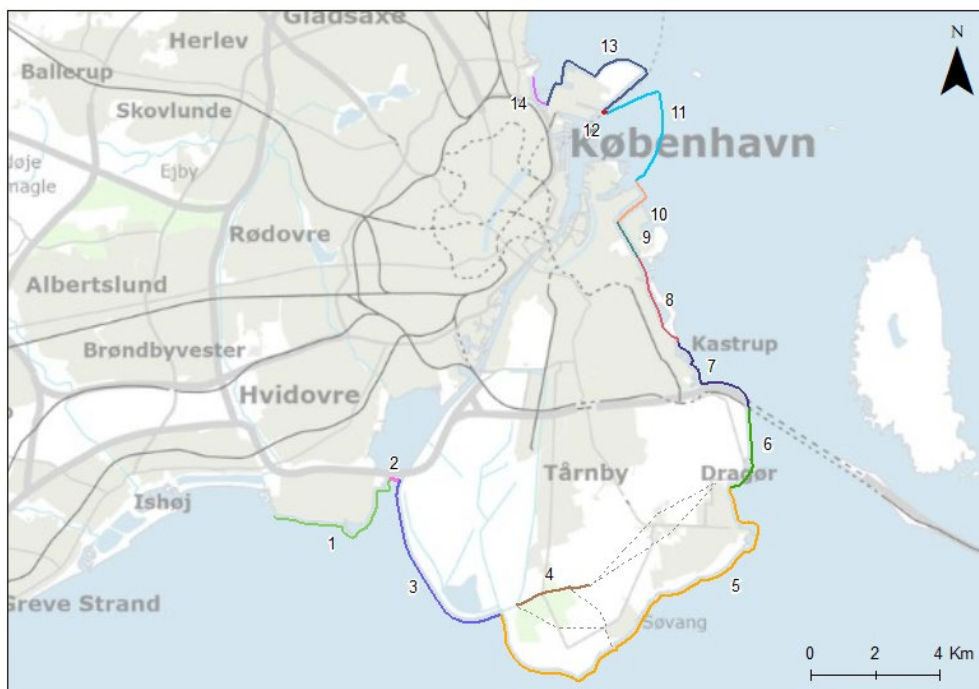 Gladsaxe
13
N
Herlev
Ballerup
14
11
Skovlunde
12
København
Ejby
10
Rødovre
9
Albertslund
8
Brøndbyvester
Kastrup
7
Hvidovre
6
2
Tårnby
Dragør
Ishøj
1
4
3
5
Greve Strand
Søvang
0 2 4 Km